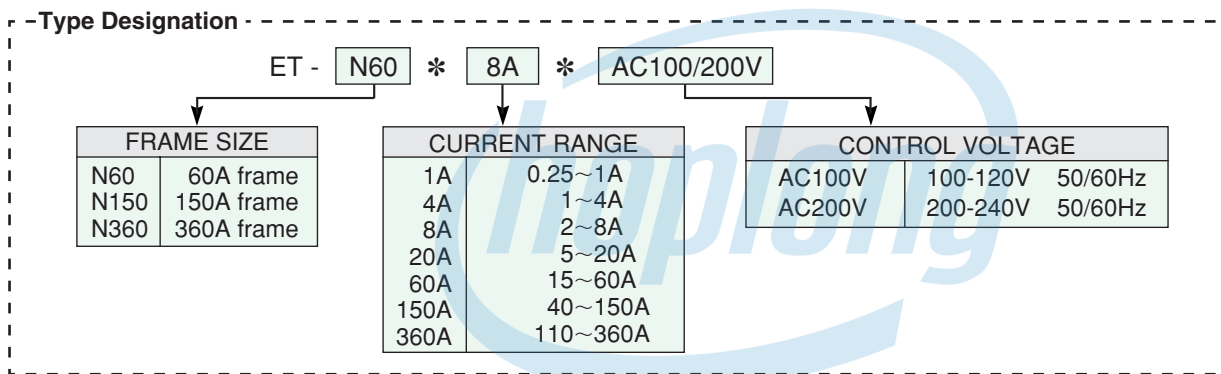 Type Designation
ET - N60 * 8A * AC100/200V
FRAME SIZE
N60 60A frame
N150 150A frame
N360 360A frame
CURRENT RANGE
1A 0.25~1A
4A 1~4A
8A 2~8A
20A 5~20A
60A 15~60A
150A 40~150A
360A 110~360A
CONTROL VOLTAGE
AC100V 100-120V 50/60Hz
AC200V 200-240V 50/60Hz
hoplong